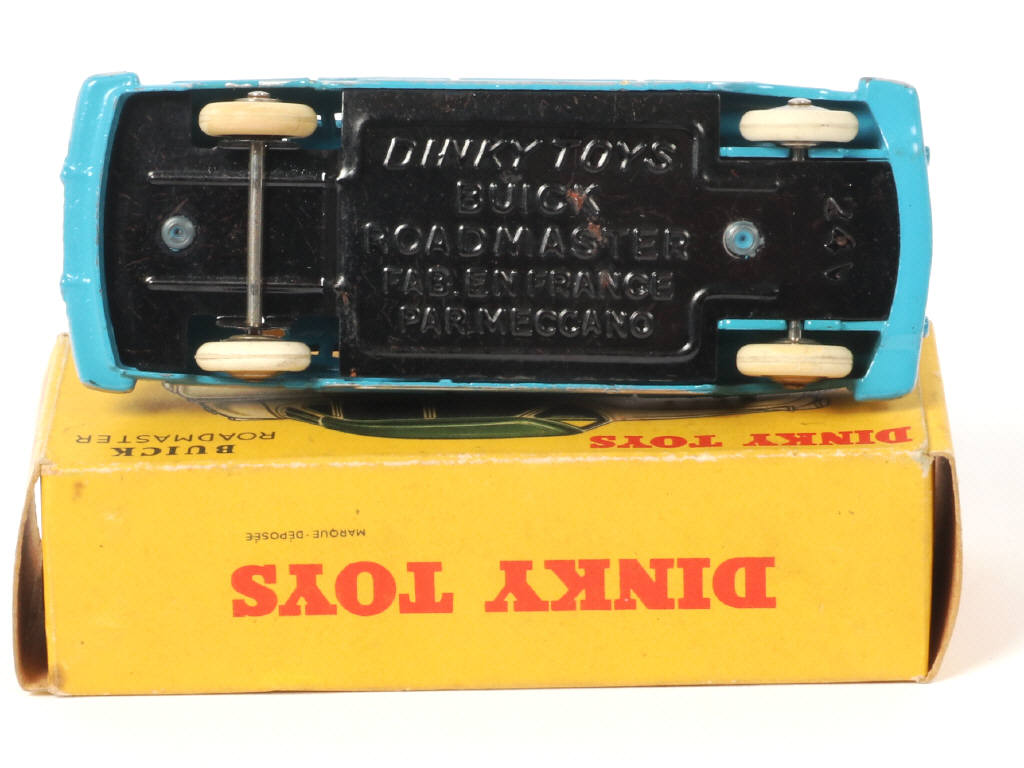 DINKY TOYS
BUICK
ROADMASTER
FAB. EN FRANCE
PAR MECCANO
24V
BUICK
ROADMASTER
DINKY TOYS
MARQUE-DÉPOSÉE
DINKY TOYS